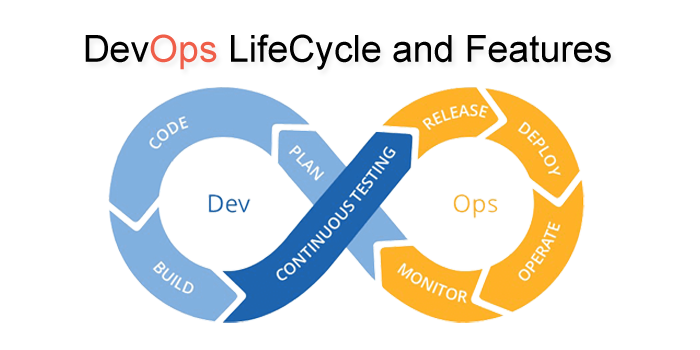 DevOps LifeCycle and Features
CODE
PLAN
BUILD
CONTINUOUS TESTING
RELEASE
DEPLOY
OPERATE
MONITOR
Dev
Ops